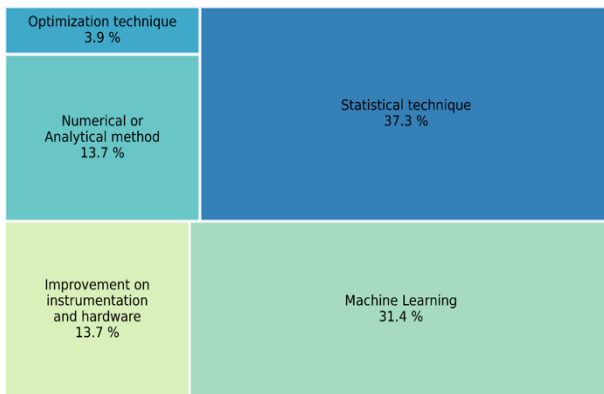 Optimization technique
3.9 %
Statistical technique
37.3 %
Numerical or
Analytical method
13.7 %
Improvement on
instrumentation
and hardware
13.7 %
Machine Learning
31.4 %